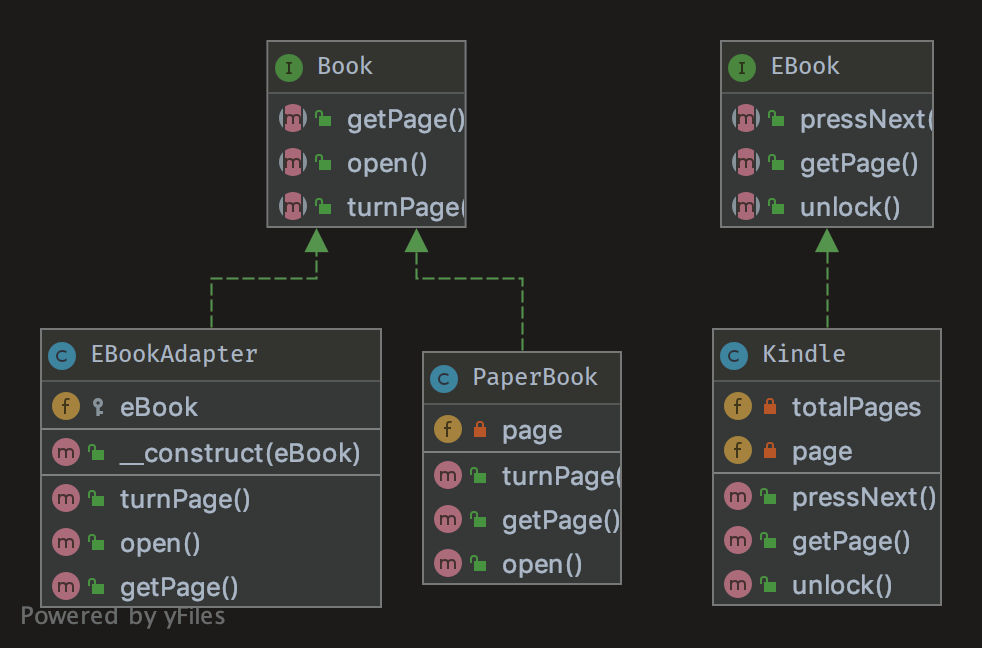 Book
getPage()
open()
turnPage(
EBook
pressNext(
getPage()
unlock()
EBookAdapter
eBook
__construct(eBook)
turnPage()
open()
getPage()
PaperBook
page
turnPage(
getPage()
open()
Kindle
totalPages
page
pressNext()
getPage()
unlock()
Powered by yFiles